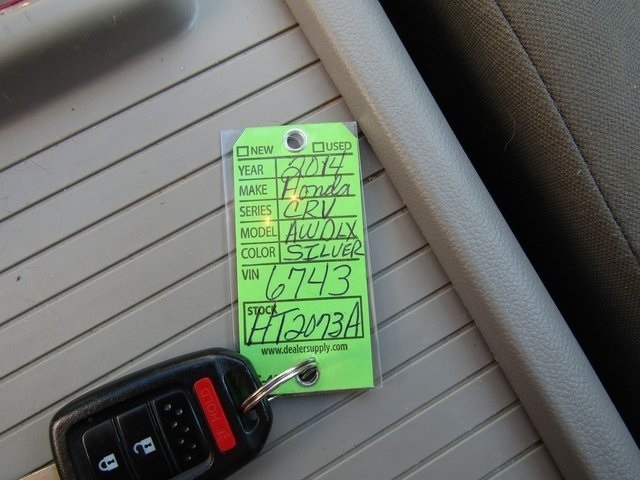 NEW USED
YEAR 2014
MAKE Honda
SERIES CRV
MODEL AWDLX
COLOR SILVER
VIN
6743
STOCK
HT2073A
www.dealersupply.com
HOLD